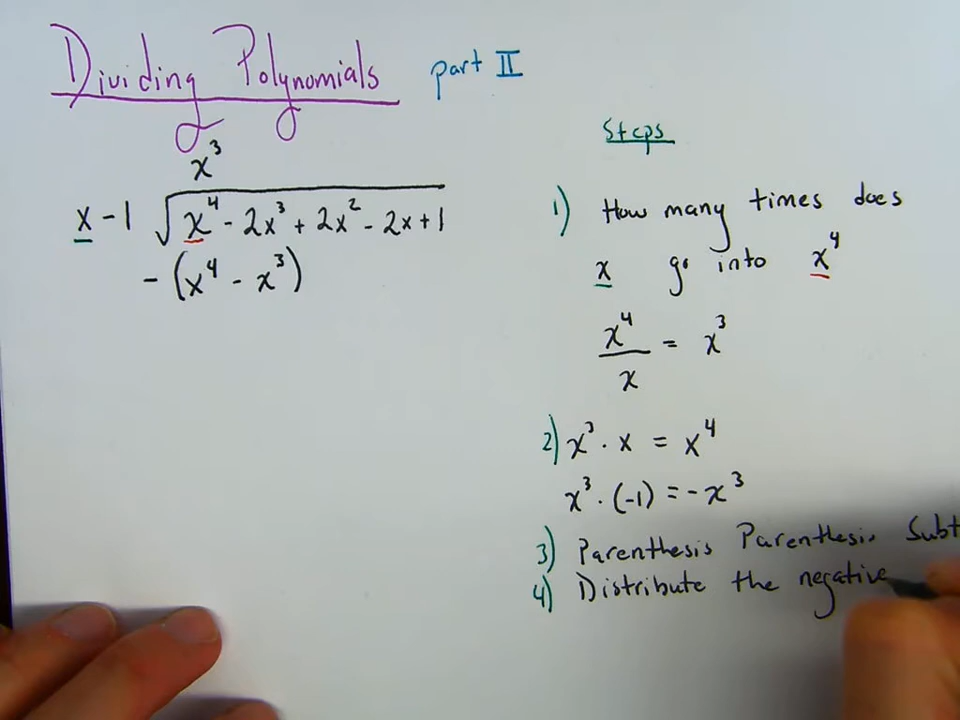 Dividing Polynomials part II
x³
x - 1 √x⁴ - 2x³ + 2x² - 2x + 1
- (x⁴ - x³)
Steps
1) How many times does
x go into x⁴
x⁴/x = x³
2) x³ · x = x⁴
x³ · (-1) = -x³
3) Parenthesis Parenthesis Subt
4) Distribute the negative